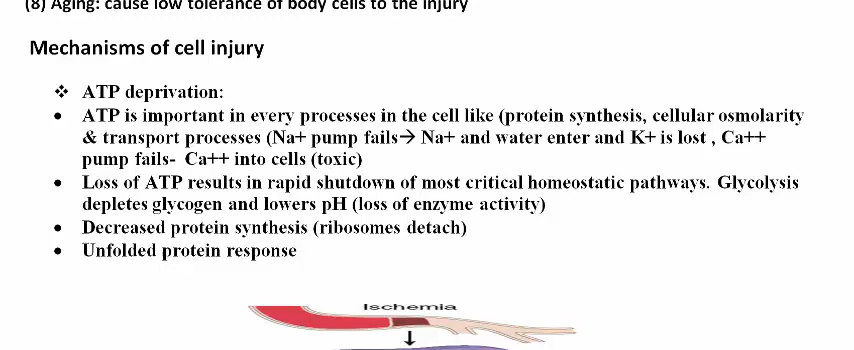 (8) Aging: cause low tolerance of body cells to the injury
Mechanisms of cell injury
❖ ATP deprivation:
• ATP is important in every processes in the cell like (protein synthesis, cellular osmolarity
& transport processes (Na+ pump fails→ Na+ and water enter and K+ is lost , Ca++
pump fails- Ca++ into cells (toxic)
• Loss of ATP results in rapid shutdown of most critical homeostatic pathways. Glycolysis
depletes glycogen and lowers pH (loss of enzyme activity)
• Decreased protein synthesis (ribosomes detach)
• Unfolded protein response
Ischemia